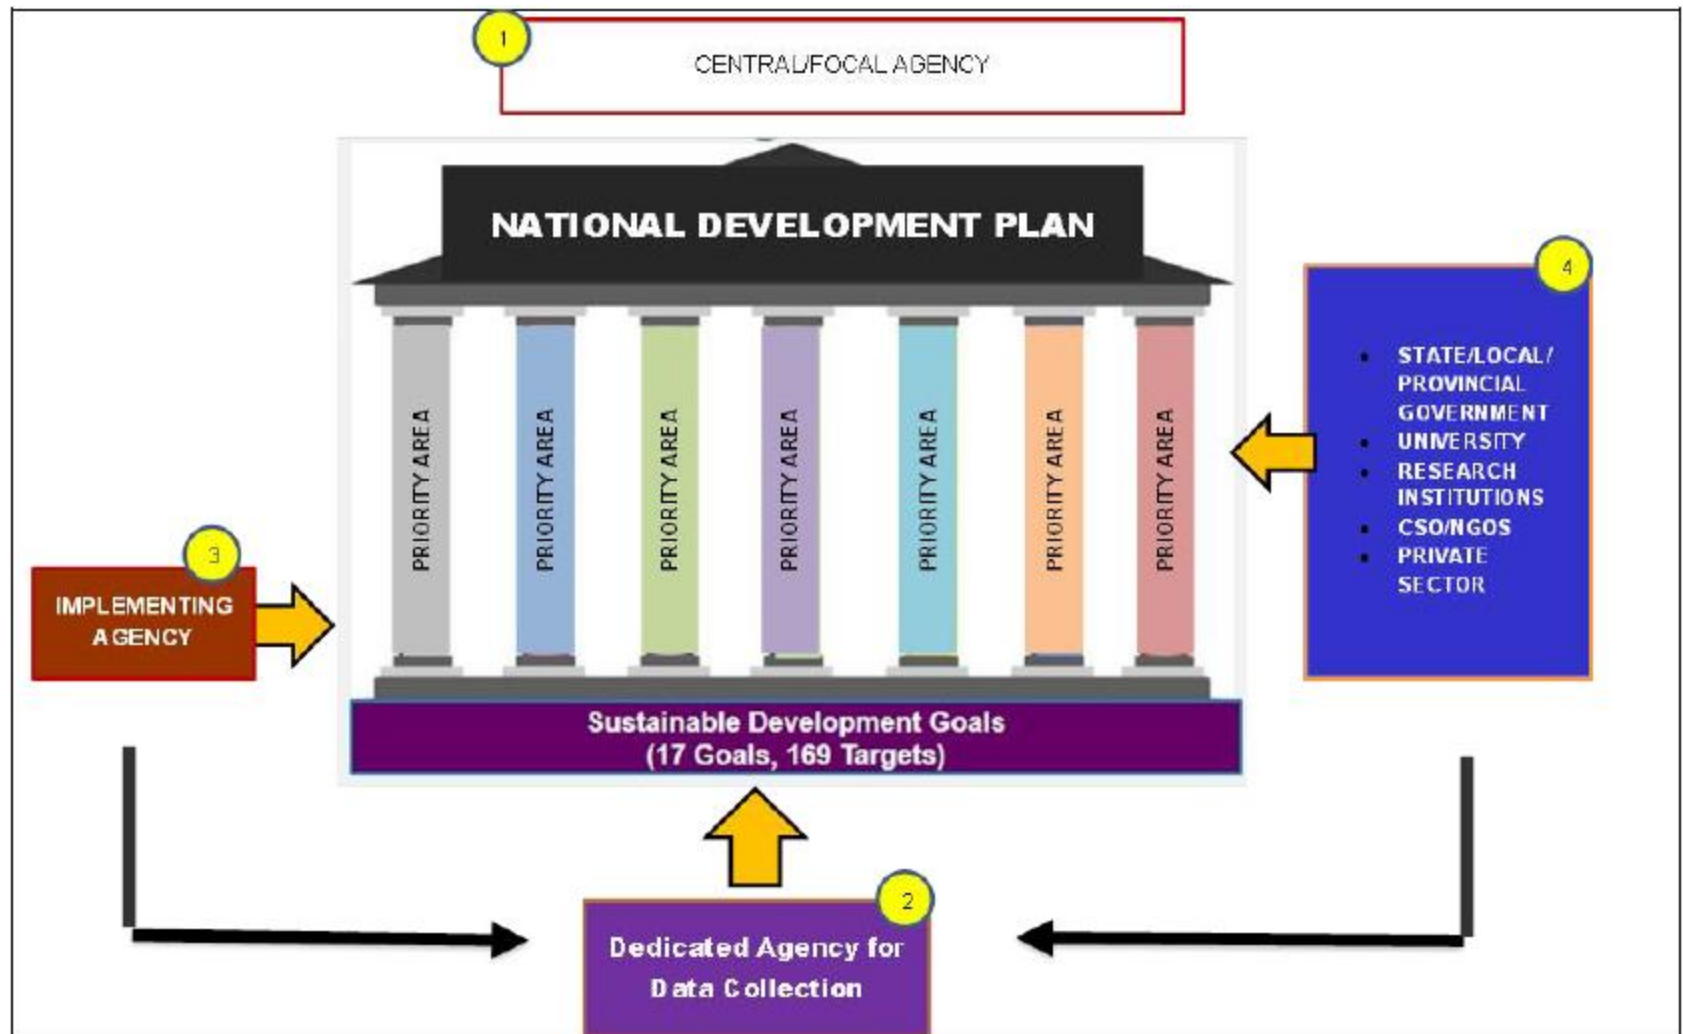 1
CENTRAL/FOCAL AGENCY
NATIONAL DEVELOPMENT PLAN
PRIORITY AREA
PRIORITY AREA
PRIORITY AREA
PRIORITY AREA
PRIORITY AREA
PRIORITY AREA
PRIORITY AREA
4
• STATE/LOCAL/
PROVINCIAL
GOVERNMENT
• UNIVERSITY
• RESEARCH
INSTITUTIONS
• CSO/NGOS
• PRIVATE
SECTOR
3
IMPLEMENTING
AGENCY
Sustainable Development Goals
(17 Goals, 169 Targets)
2
Dedicated Agency for
Data Collection